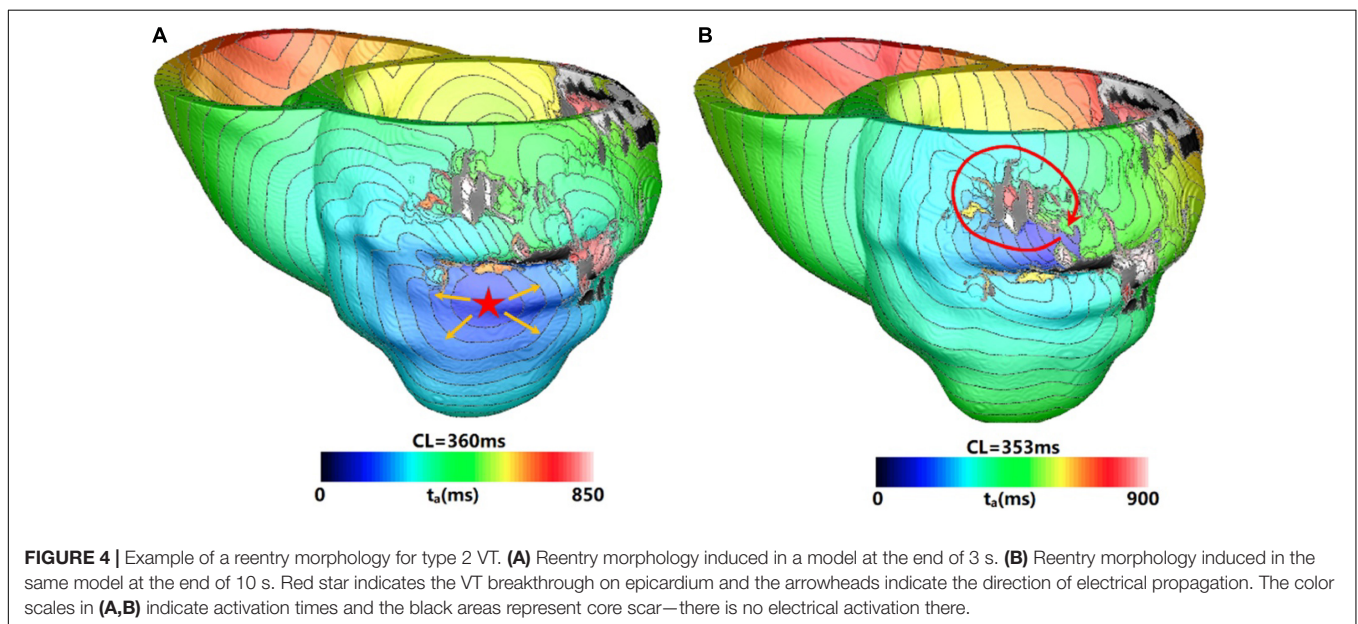 A
B
CL=360ms
0
tₐ(ms)
850
CL=353ms
0
tₐ(ms)
900
FIGURE 4 | Example of a reentry morphology for type 2 VT. (A) Reentry morphology induced in a model at the end of 3 s. (B) Reentry morphology induced in the
same model at the end of 10 s. Red star indicates the VT breakthrough on epicardium and the arrowheads indicate the direction of electrical propagation. The color
scales in (A,B) indicate activation times and the black areas represent core scar—there is no electrical activation there.